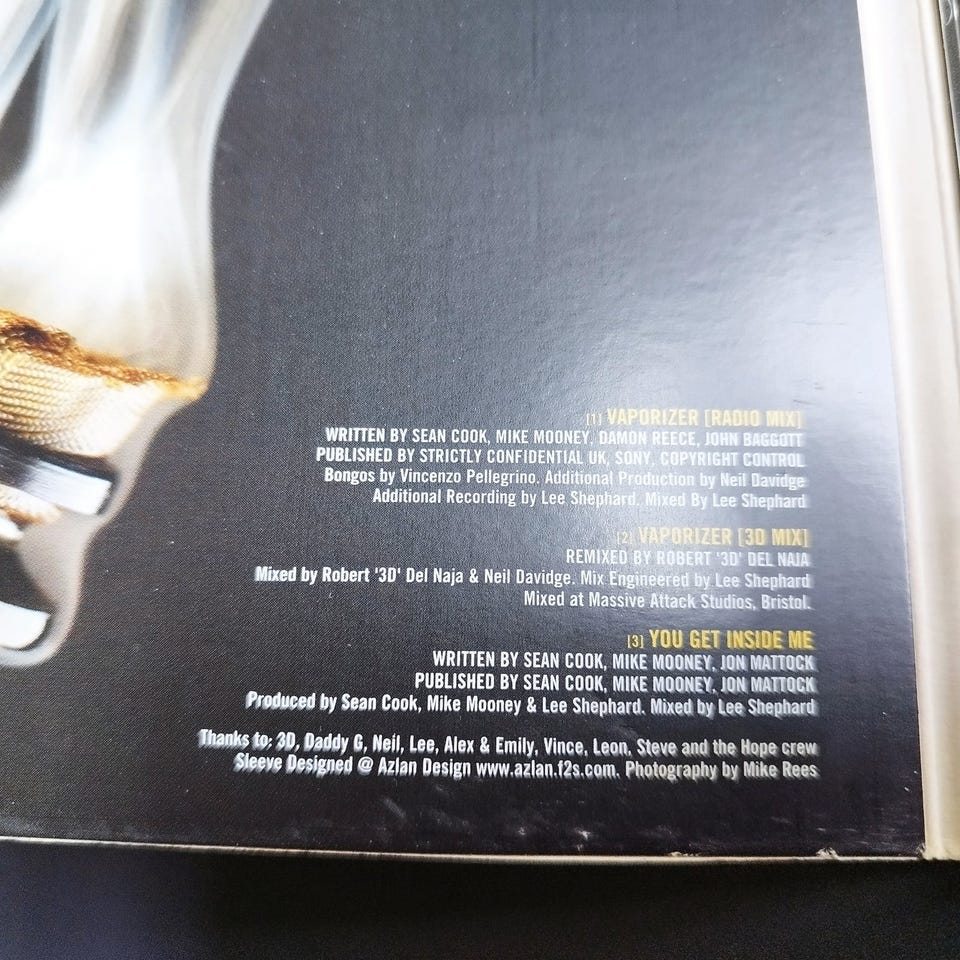 [1] VAPORIZER [RADIO MIX]
WRITTEN BY SEAN COOK, MIKE MOONEY, DAMON REECE, JOHN BAGGOTT
PUBLISHED BY STRICTLY CONFIDENTIAL UK, SONY, COPYRIGHT CONTROL
Bongos by Vincenzo Pellegrino. Additional Production by Neil Davidge
Additional Recording by Lee Shephard. Mixed By Lee Shephard
[2] VAPORIZER [3D MIX]
REMIXED BY ROBERT '3D' DEL NAJA
Mixed by Robert '3D' Del Naja & Neil Davidge. Mix Engineered by Lee Shephard
Mixed at Massive Attack Studios, Bristol.
[3] YOU GET INSIDE ME
WRITTEN BY SEAN COOK, MIKE MOONEY, JON MATTOCK
PUBLISHED BY SEAN COOK, MIKE MOONEY, JON MATTOCK
Produced by Sean Cook, Mike Mooney & Lee Shephard. Mixed by Lee Shephard
Thanks to: 3D, Daddy G, Neil, Lee, Alex & Emily, Vince, Leon, Steve and the Hope crew
Sleeve Designed @ Azlan Design www.azlan.f2s.com. Photography by Mike Rees